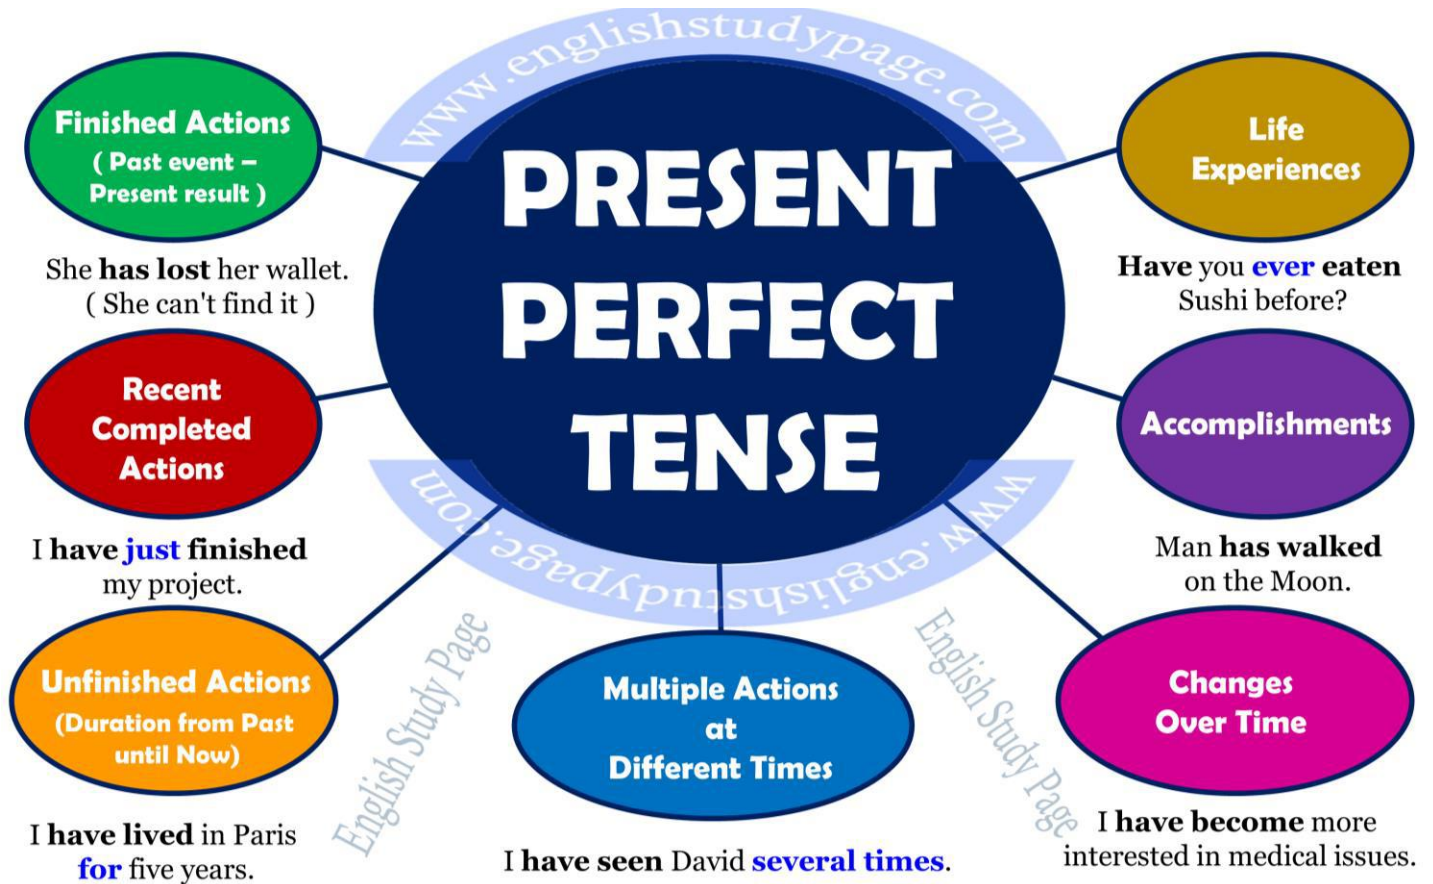 www.englishstudypage.com
PRESENT
PERFECT
TENSE
Finished Actions
( Past event –
Present result )
She has lost her wallet.
( She can't find it )
Recent
Completed
Actions
I have just finished
my project.
Unfinished Actions
(Duration from Past
until Now)
I have lived in Paris
for five years.
Multiple Actions
at
Different Times
I have seen David several times.
Life
Experiences
Have you ever eaten
Sushi before?
Accomplishments
Man has walked
on the Moon.
Changes
Over Time
I have become more
interested in medical issues.
www.englishstudypage.com
English Study Page
English Study Page